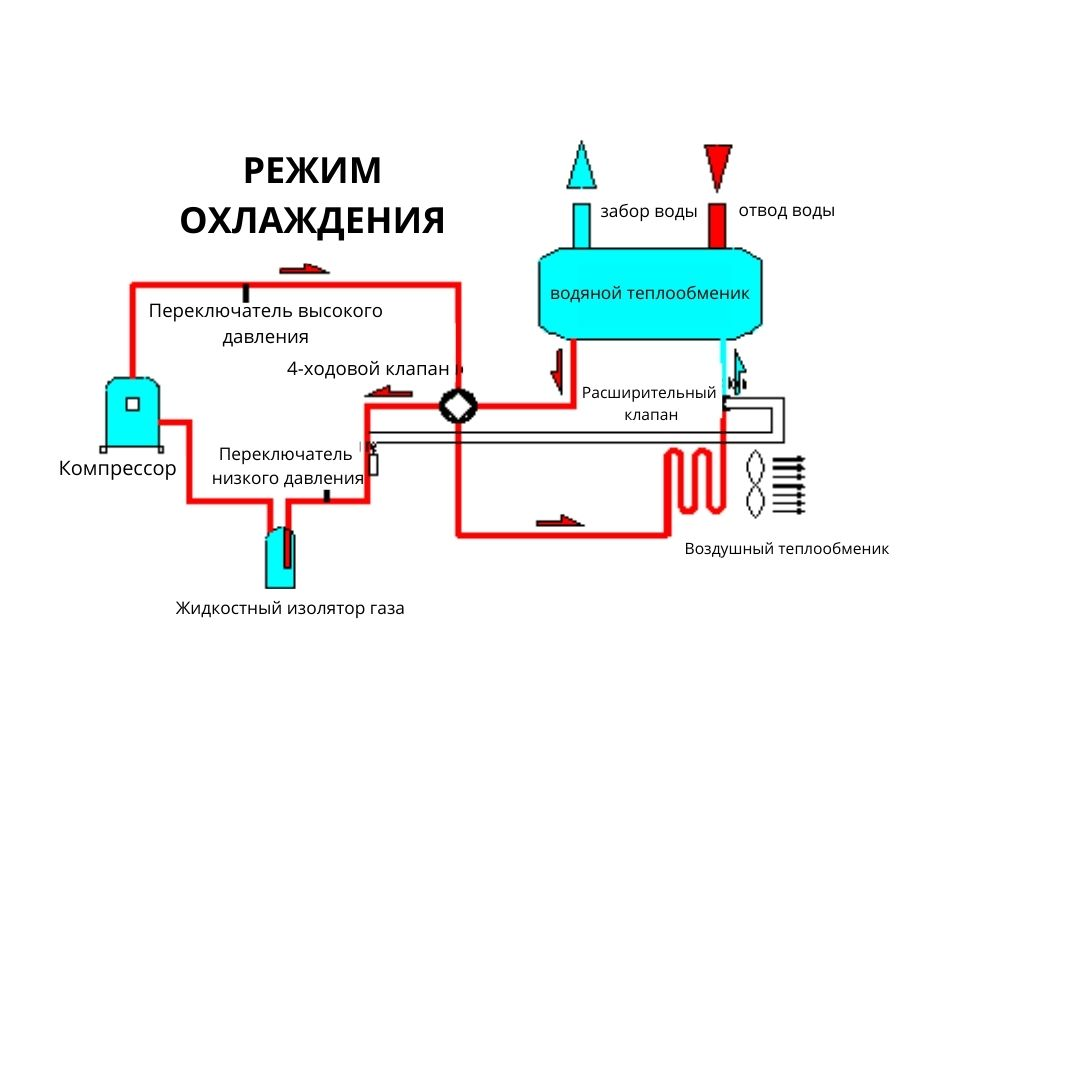 РЕЖИМ
ОХЛАЖДЕНИЯ
забор воды
отвод воды
водяной теплообменик
Переключатель высокого
давления
4-ходовой клапан
Расширительный
клапан
Переключатель
низкого давления
Компрессор
Воздушный теплообменик
Жидкостный изолятор газа